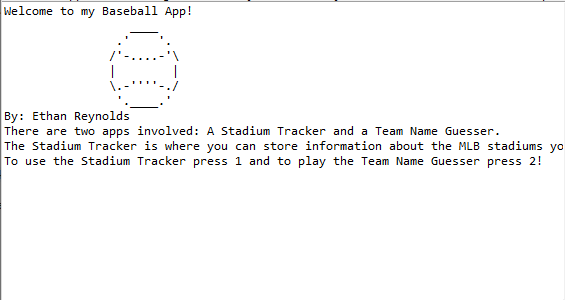 Welcome to my Baseball App!
By: Ethan Reynolds
There are two apps involved: A Stadium Tracker and a Team Name Guesser.
The Stadium Tracker is where you can store information about the MLB stadiums yo
To use the Stadium Tracker press 1 and to play the Team Name Guesser press 2!